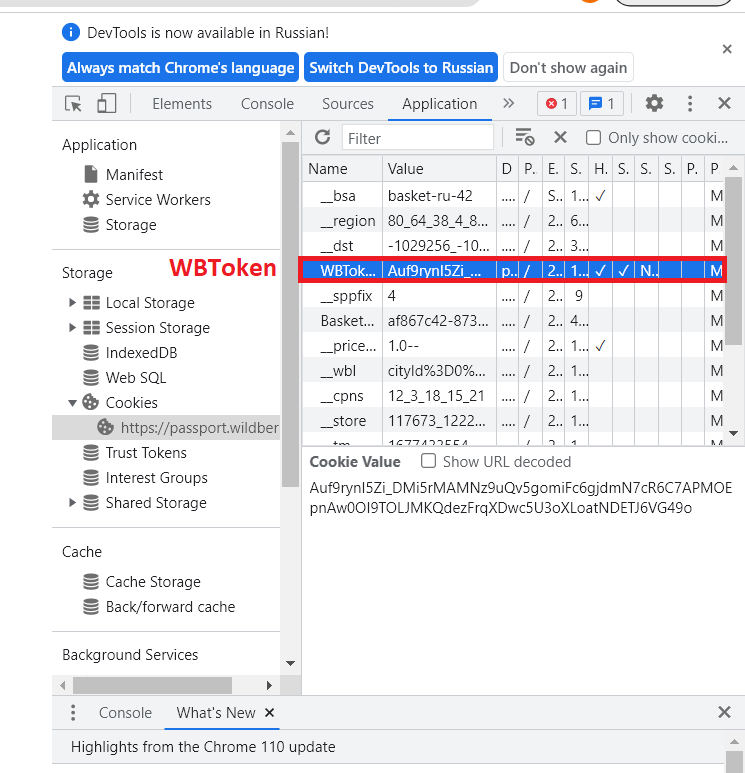 DevTools is now available in Russian!
Always match Chrome's language Switch DevTools to Russian Don't show again
Elements Console Sources Application 1 1
Application
Manifest
Service Workers
Storage
Storage
WBToken
Local Storage
Session Storage
IndexedDB
Web SQL
Cookies
https://passport.wildber
Trust Tokens
Interest Groups
Shared Storage
Cache
Cache Storage
Back/forward cache
Background Services
Filter Only show cooki...
Name Value D P.. E. S. H. S. S. S. P. P
__bsa basket-ru-42 .... / S.. 1... ✓ M
__region 80_64_38_4_8... .... / 2.. 6... M
__dst -1029256_-10... .... / 2.. 3... M
WBTok... Auf9rynI5Zi_... p.. / 2.. 1... ✓ ✓ N.. M
__sppfix 4 .... / 2.. 9 M
Basket... af867c42-873... .... / 2.. 4... M
__price... 1.0-- .... / 2.. 1... ✓ M
__wbl cityId%3D0%... .... / 2.. 1... M
__cpns 12_3_18_15_21 .... / 2.. 1... M
__store 117673_1222... .... / 2.. 1... M
__tm 1677433554 .... / 2.. 1... M
Cookie Value Show URL decoded
Auf9rynI5Zi_DMi5rMAMNz9uQv5gomiFc6gjdmN7cR6C7APMOE
pnAw0OI9TOLJMKQdezFrqXDwc5U3oXLoatNDETJ6VG49o
Console What's New
Highlights from the Chrome 110 update